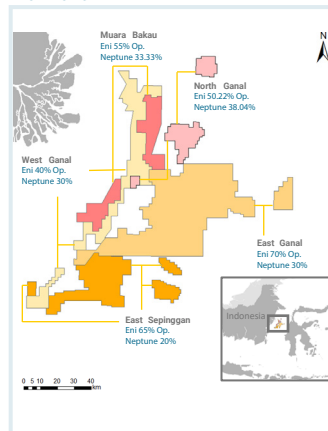 Muara Bakau
Eni 55% Op.
Neptune 33.33%
N
North Ganal
Eni 50.22% Op.
Neptune 38.04%
West Ganal
Eni 40% Op.
Neptune 30%
East Ganal
Eni 70% Op.
Neptune 30%
East Sepinggan
Eni 65% Op.
Neptune 20%
Indonesia
0 5 10 20 30 40
km